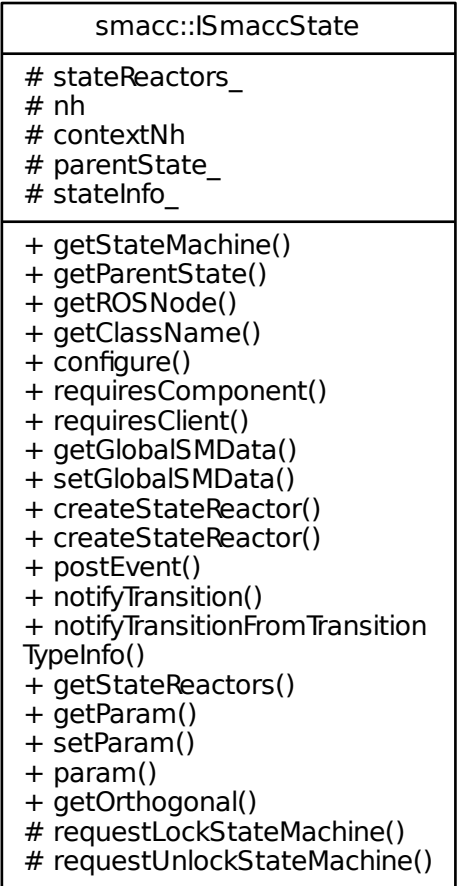 smacc::ISmaccState
# stateReactors_
# nh
# contextNh
# parentState_
# stateInfo_
+ getStateMachine()
+ getParentState()
+ getROSNode()
+ getClassName()
+ configure()
+ requiresComponent()
+ requiresClient()
+ getGlobalSMData()
+ setGlobalSMData()
+ createStateReactor()
+ createStateReactor()
+ postEvent()
+ notifyTransition()
+ notifyTransitionFromTransition
TypeInfo()
+ getStateReactors()
+ getParam()
+ setParam()
+ param()
+ getOrthogonal()
# requestLockStateMachine()
# requestUnlockStateMachine()